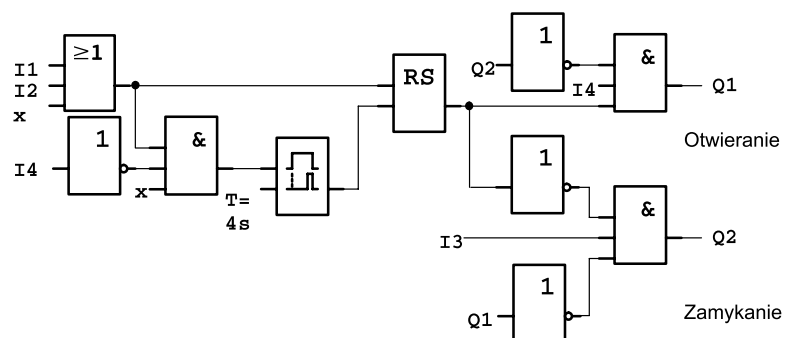 ≥1
I1
I2
x
I4
1
&
x
T=
4s
RS
Q2
1
I4
&
Q1
Otwieranie
1
I3
&
Q2
Q1
1
Zamykanie